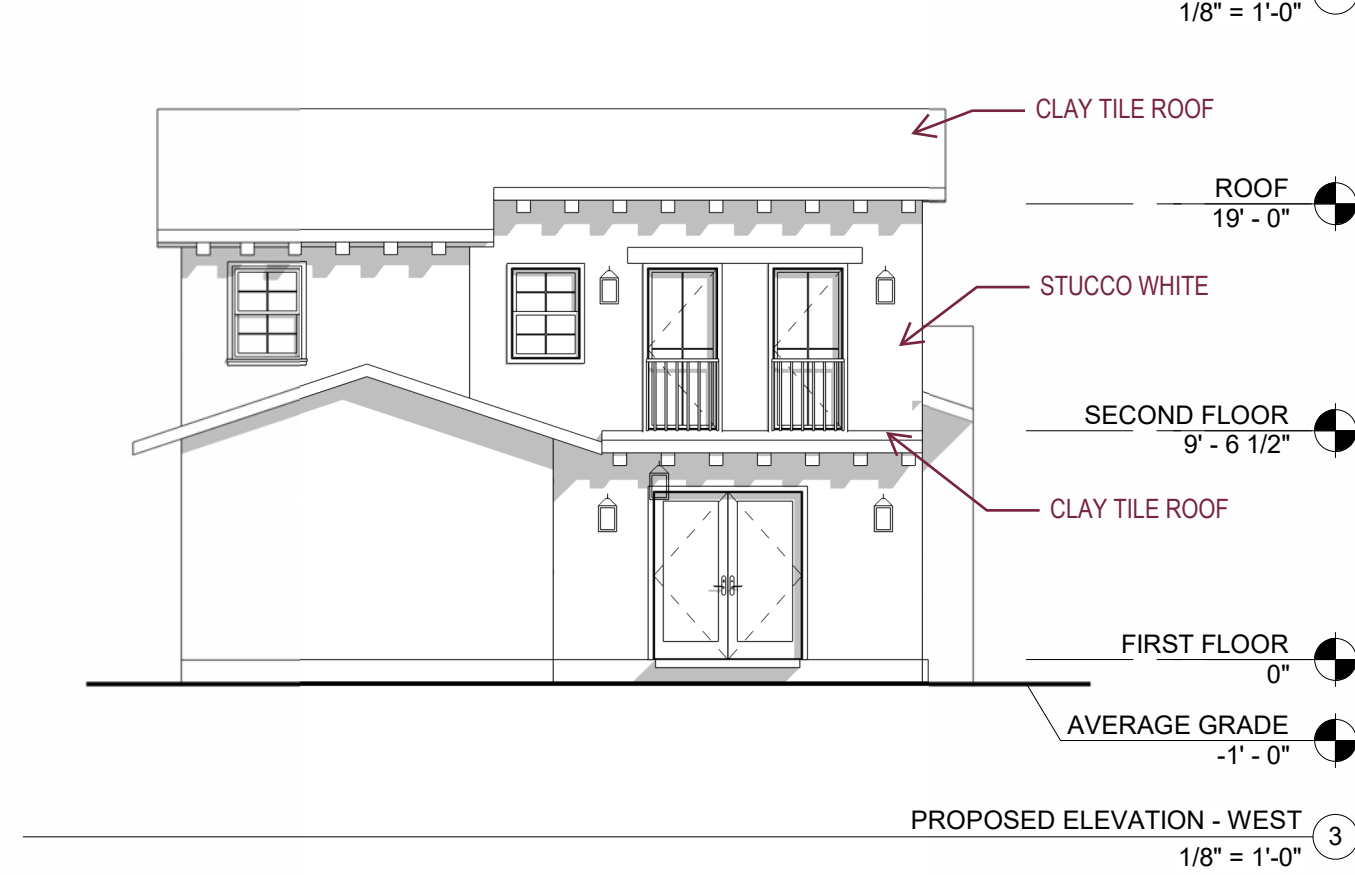 1/8" = 1'-0"
CLAY TILE ROOF
ROOF
19' - 0"
STUCCO WHITE
SECOND FLOOR
9' - 6 1/2"
CLAY TILE ROOF
FIRST FLOOR
0"
AVERAGE GRADE
-1' - 0"
PROPOSED ELEVATION - WEST
3
1/8" = 1'-0"